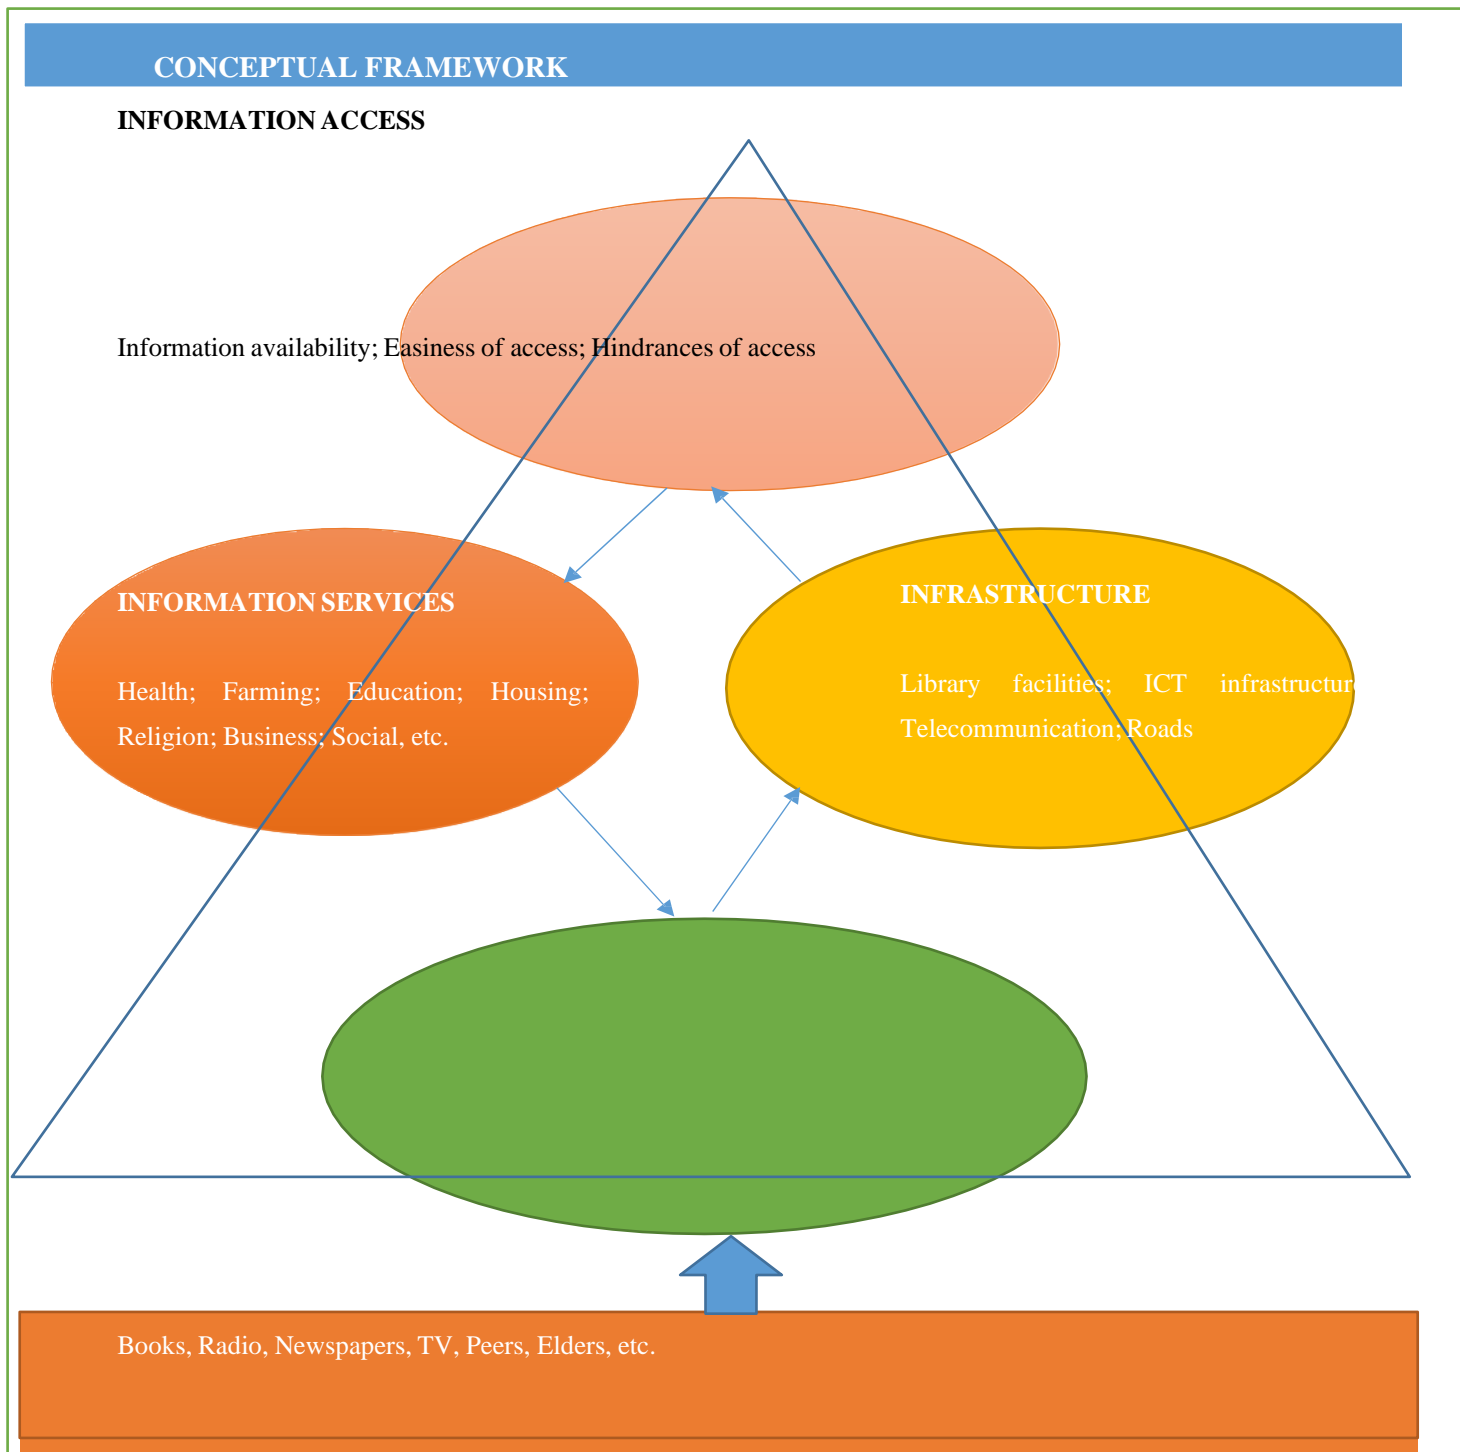 CONCEPTUAL FRAMEWORK
INFORMATION ACCESS
Information availability; Easiness of access; Hindrances of access
INFORMATION SERVICES
Health; Farming; Education; Housing;
Religion; Business; Social, etc.
INFRASTRUCTURE
Library facilities; ICT infrastructure
Telecommunication; Roads
Books, Radio, Newspapers, TV, Peers, Elders, etc.